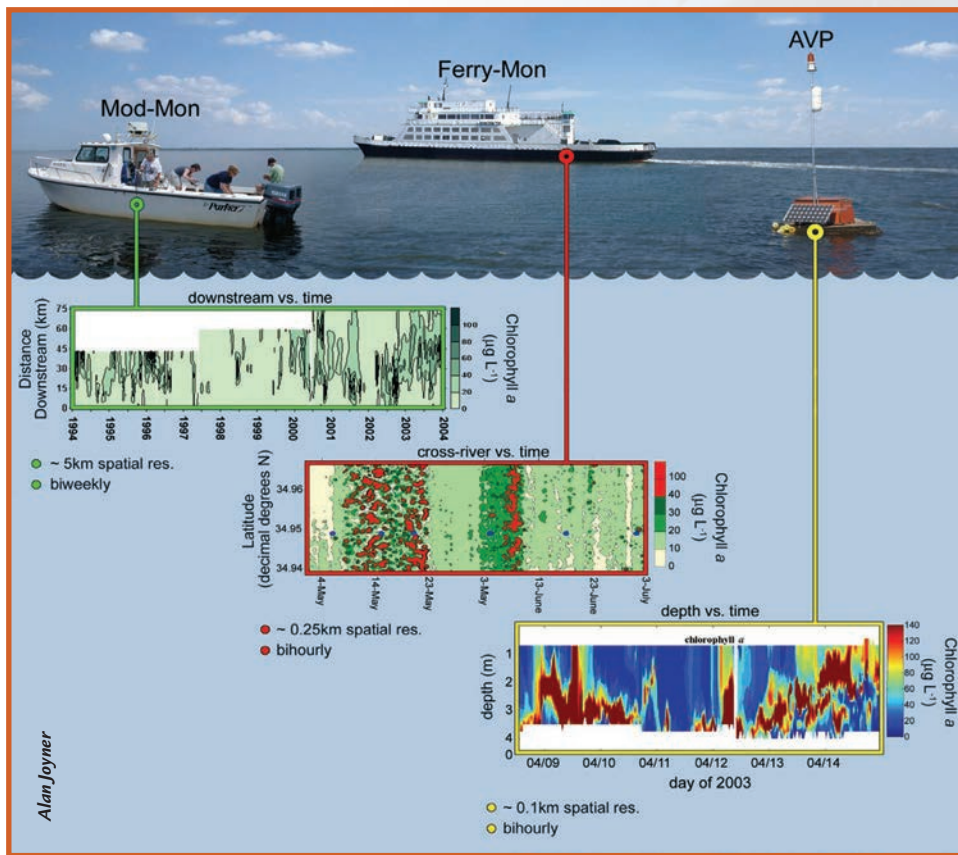 Mod-Mon
Ferry-Mon
AVP
Parker
downstream vs. time
Distance
Downstream (km)
75
60
45
30
15
0
1994
1995
1996
1997
1998
1999
2000
2001
2002
2003
2004
100
80
60
40
20
0
Chlorophyll a
(µg L-1)
~ 5km spatial res.
biweekly
cross-river vs. time
Latitude
(decimal degrees N)
34.96
34.95
34.94
4-May
14-May
23-May
3-May
13-June
23-June
3-July
100
40
30
20
10
0
Chlorophyll a
(µg L-1)
~ 0.25km spatial res.
bihourly
depth vs. time
chlorophyll a
depth (m)
1
2
3
4
0
04/09
04/10
04/11
04/12
04/13
04/14
day of 2003
140
120
100
80
60
40
20
0
Chlorophyll a
(µg L-1)
~ 0.1km spatial res.
bihourly
Alan Joyner